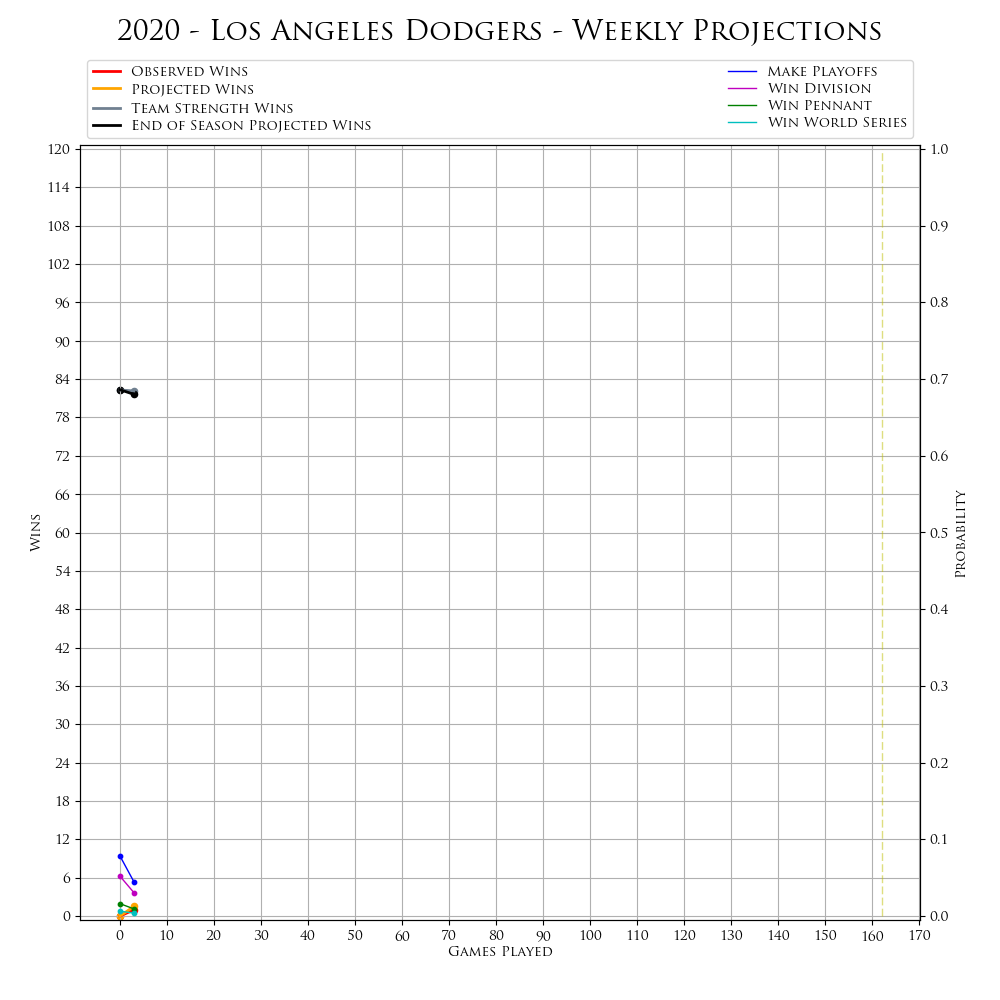 2020 - Los Angeles Dodgers - Weekly Projections
Observed Wins
Projected Wins
Team Strength Wins
End of Season Projected Wins
Make Playoffs
Win Division
Win Pennant
Win World Series
120
114
108
102
96
90
84
78
72
66
60
54
48
42
36
30
24
18
12
6
0
Wins
1.0
0.9
0.8
0.7
0.6
0.5
0.4
0.3
0.2
0.1
0.0
Probability
0 10 20 30 40 50 60 70 80 90 100 110 120 130 140 150 160 170
Games Played